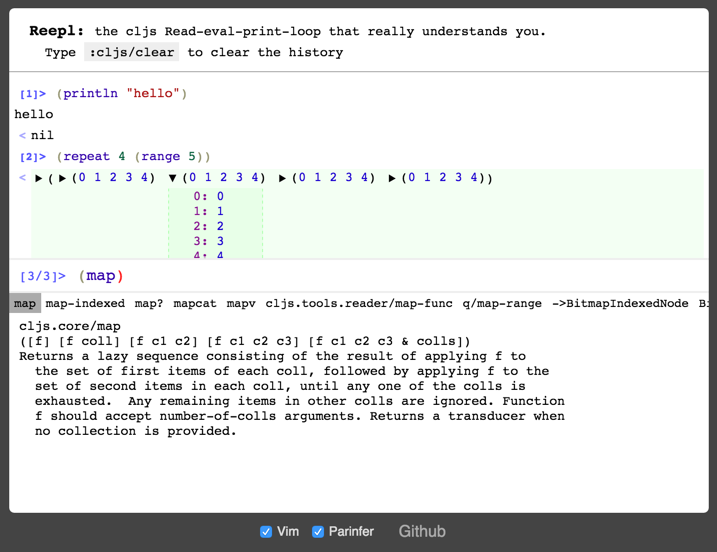 Reepl: the cljs Read-eval-print-loop that really understands you.
Type :cljs/clear to clear the history
[1]> (println "hello")
hello
< nil
[2]> (repeat 4 (range 5))
< ▶ ( ▶ (0 1 2 3 4) ▼ (0 1 2 3 4) ▶ (0 1 2 3 4) ▶ (0 1 2 3 4))
0: 0
1: 1
2: 2
3: 3
4: 4
[3/3]> (map)
map map-indexed map? mapcat mapv cljs.tools.reader/map-func q/map-range ->BitmapIndexedNode
cljs.core/map
([f] [f coll] [f c1 c2] [f c1 c2 c3] [f c1 c2 c3 & colls])
Returns a lazy sequence consisting of the result of applying f to
the set of first items of each coll, followed by applying f to the
set of second items in each coll, until any one of the colls is
exhausted.  Any remaining items in other colls are ignored. Function
f should accept number-of-colls arguments. Returns a transducer when
no collection is provided.
Vim Parinfer Github